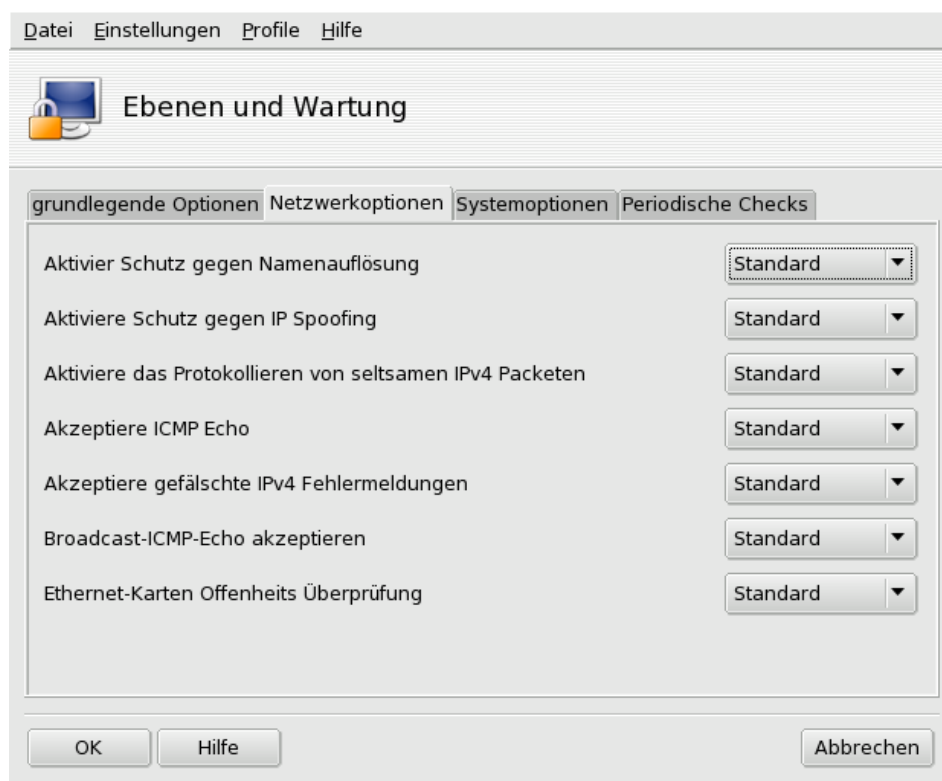 Datei Einstellungen Profile Hilfe
Ebenen und Wartung
grundlegende Optionen Netzwerkoptionen Systemoptionen Periodische Checks
Aktivier Schutz gegen Namenauflösung Standard
Aktiviere Schutz gegen IP Spoofing Standard
Aktiviere das Protokollieren von seltsamen IPv4 Packeten Standard
Akzeptiere ICMP Echo Standard
Akzeptiere gefälschte IPv4 Fehlermeldungen Standard
Broadcast-ICMP-Echo akzeptieren Standard
Ethernet-Karten Offenheits Überprüfung Standard
OK Hilfe Abbrechen